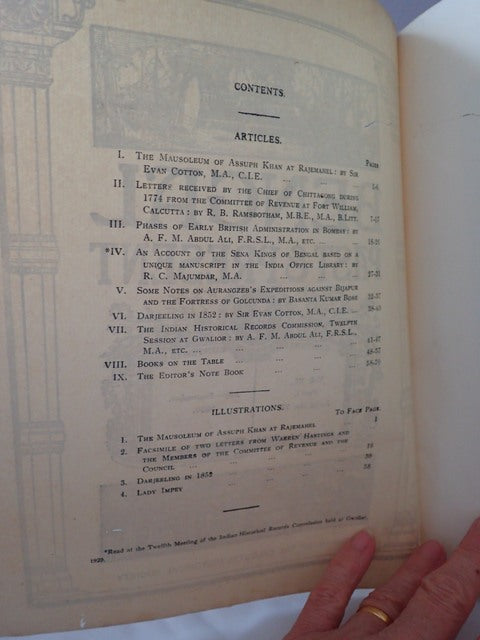 CONTENTS.
ARTICLES.
PAGES
I. THE MAUSOLEUM OF ASSUPH KHAN AT RAJEMAHEL : BY SIR
EVAN COTTON, M.A., C.I.E. ... ... ... 1-6
II. LETTERS RECEIVED BY THE CHIEF OF CHITTAGONG DURING
1774 FROM THE COMMITTEE OF REVENUE AT FORT WILLIAM,
CALCUTTA : BY R. B. RAMSBOTHAM, M.B.E., M.A., B.LITT.
III. PHASES OF EARLY BRITISH ADMINISTRATION IN BOMBAY : BY
A. F. M. ABDUL ALI, F.R.S.L., M.A., ETC. ...
*IV. AN ACCOUNT OF THE SENA KINGS OF BENGAL BASED ON A
UNIQUE MANUSCRIPT IN THE INDIA OFFICE LIBRARY : BY
R. C. MAJUMDAR, M.A. ... ... ... 27-31
V. SOME NOTES ON AURANGZEB'S EXPEDITIONS AGAINST BIJAPUR
AND THE FORTRESS OF GOLCUNDA : BY BASANTA KUMAR BOSE 32-37
VI. DARJEELING IN 1852 : BY SIR EVAN COTTON, M.A., C.I.E. ... 38-40
VII. THE INDIAN HISTORICAL RECORDS COMMISSION, TWELFTH
SESSION AT GWALIOR : BY A. F. M. ABDUL ALI, F.R.S.L.,
M.A., ETC. ... ... ... ... 41-47
VIII. BOOKS ON THE TABLE ... ... ... 48-57
IX. THE EDITOR'S NOTE BOOK ... ... ... 58-59
ILLUSTRATIONS.
TO FACE PAGE.
1. THE MAUSOLEUM OF ASSUPH KHAN AT RAJEMAHEL 1
2. FACSIMILE OF TWO LETTERS FROM WARREN HASTINGS AND
THE MEMBERS OF THE COMMITTEE OF REVENUE AND THE
COUNCIL ... ... ... ...
3. DARJEELING IN 1852 ... ... ... 38
4. LADY IMPEY ... ... ... ... 58
*Read at the Twelfth Meeting of the Indian Historical Records Commission held at Gwalior,
1929.